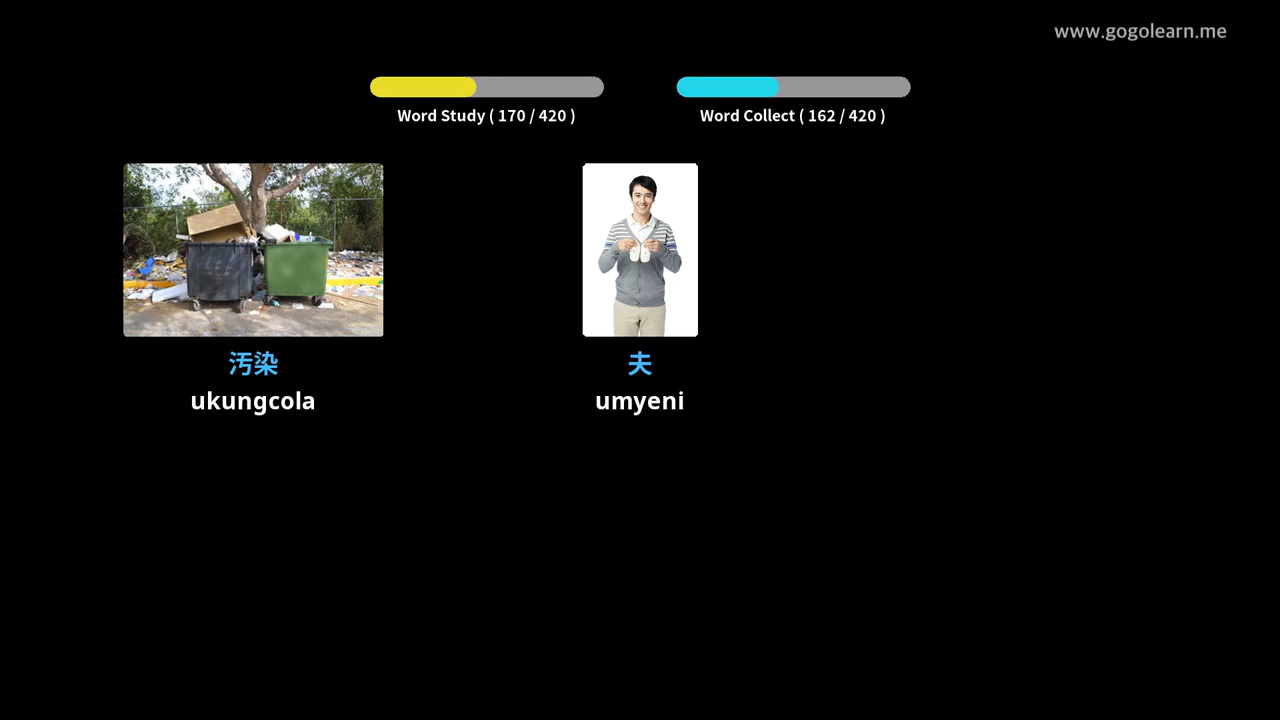 www.gogolearn.me
Word Study ( 170 / 420 )
Word Collect ( 162 / 420 )
汚染
ukungcola
夫
umyeni